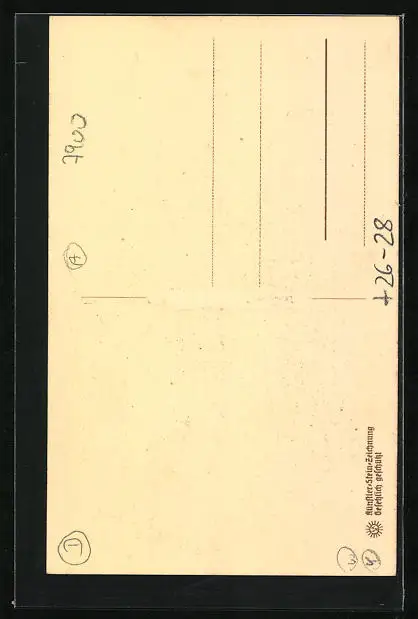 7900
A
+26-28
Künstler-Stein-Zeichnung
Gesetzlich geschützt
D